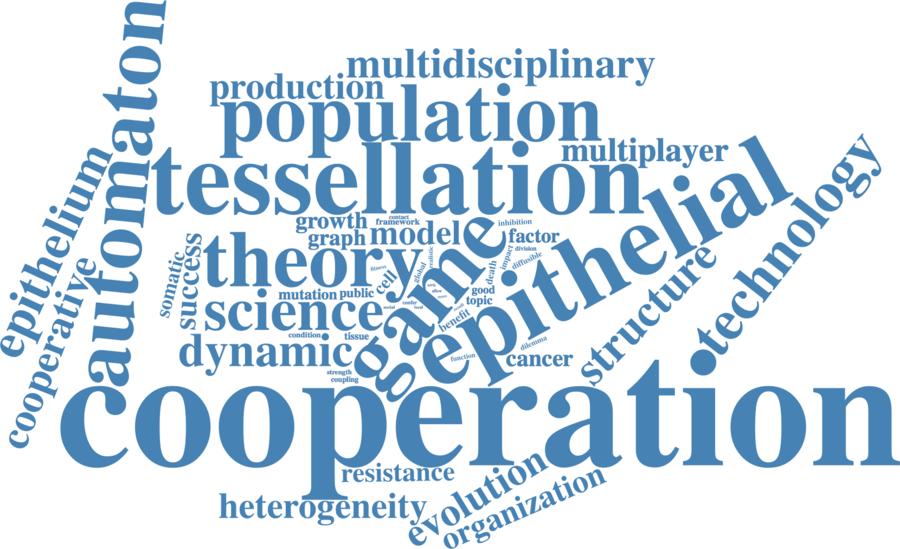 multidisciplinary
production
population
automaton
tessellation
multiplayer
epithelium
technology
epithelial
growth
contact
framework
inhibition
graph
model
factor
division
success
theory
game
realistic
impact
diffusible
death
somatic
global
fitness
cell
structure
cooperative
mutation
public
good
topic
science
benefit
condition
tissue
dynamic
dilemma
function
cancer
strength
coupling
cooperation
resistance
heterogeneity
evolution
organization